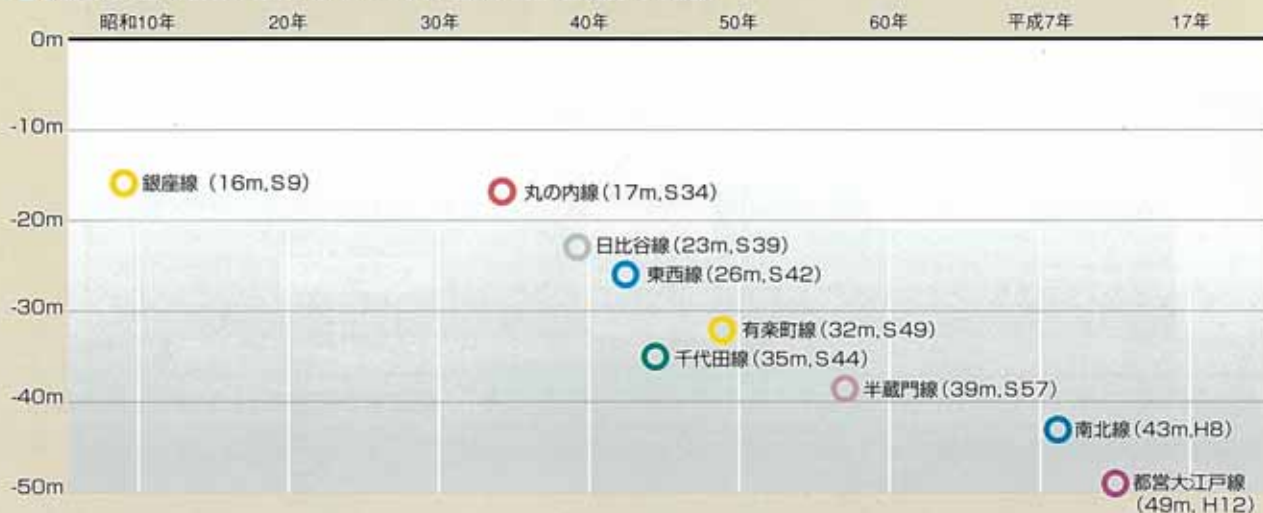 昭和10年 20年 30年 40年 50年 60年 平成7年 17年
0m
-10m
銀座線 (16m,S9)
丸の内線(17m,S34)
-20m
日比谷線(23m,S39)
東西線(26m,S42)
-30m
有楽町線(32m,S49)
千代田線(35m,S44)
半蔵門線(39m,S57)
-40m
南北線(43m,H8)
-50m
都営大江戸線
(49m, H12)